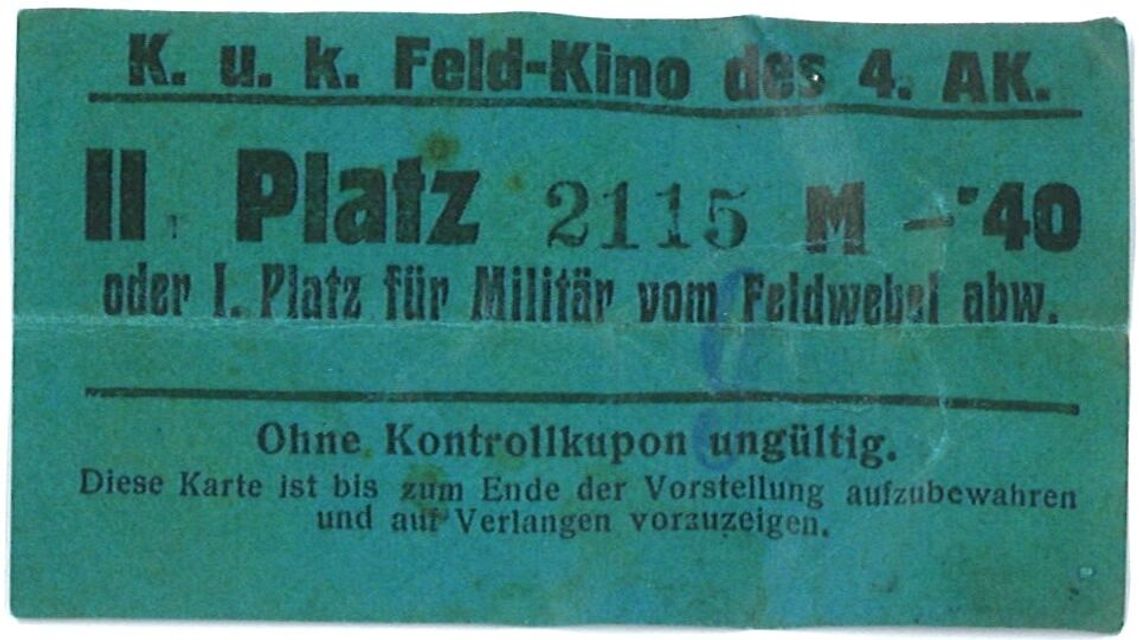 K. u. k. Feld-Kino des 4. AK.
II. Platz 2115 M —·40
oder I. Platz für Militär vom Feldwebel abw.
Ohne Kontrollkupon ungültig.
Diese Karte ist bis zum Ende der Vorstellung aufzubewahren
und auf Verlangen vorzuzeigen.